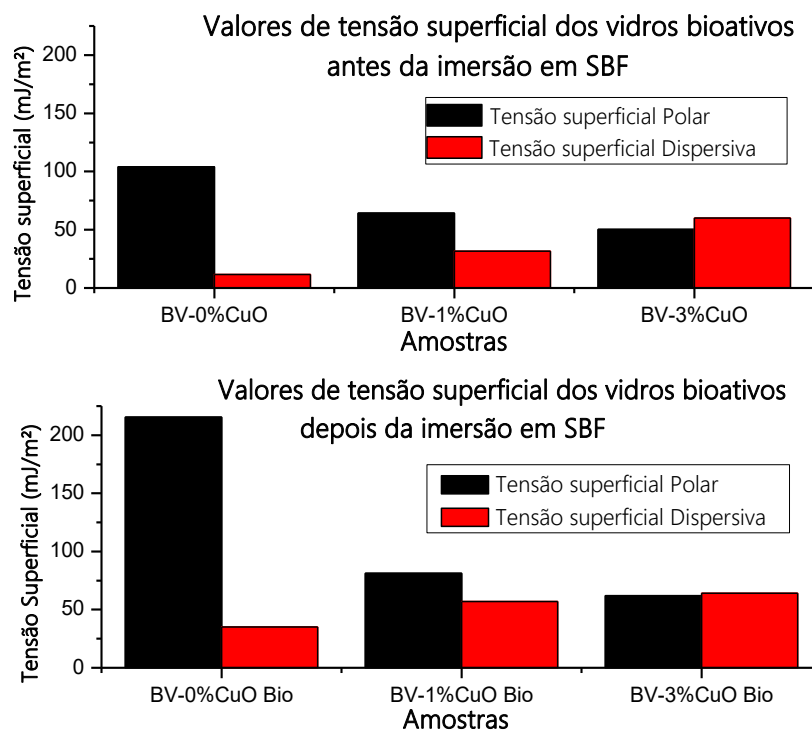 Valores de tensão superficial dos vidros bioativos
antes da imersão em SBF
Tensão superficial (mJ/m²)
200
150
100
50
0
Tensão superficial Polar
Tensão superficial Dispersiva
BV-0%CuO
BV-1%CuO
BV-3%CuO
Amostras
Valores de tensão superficial dos vidros bioativos
depois da imersão em SBF
Tensão Superficial (mJ/m²)
200
150
100
50
0
Tensão superficial Polar
Tensão superficial Dispersiva
BV-0%CuO Bio
BV-1%CuO Bio
BV-3%CuO Bio
Amostras